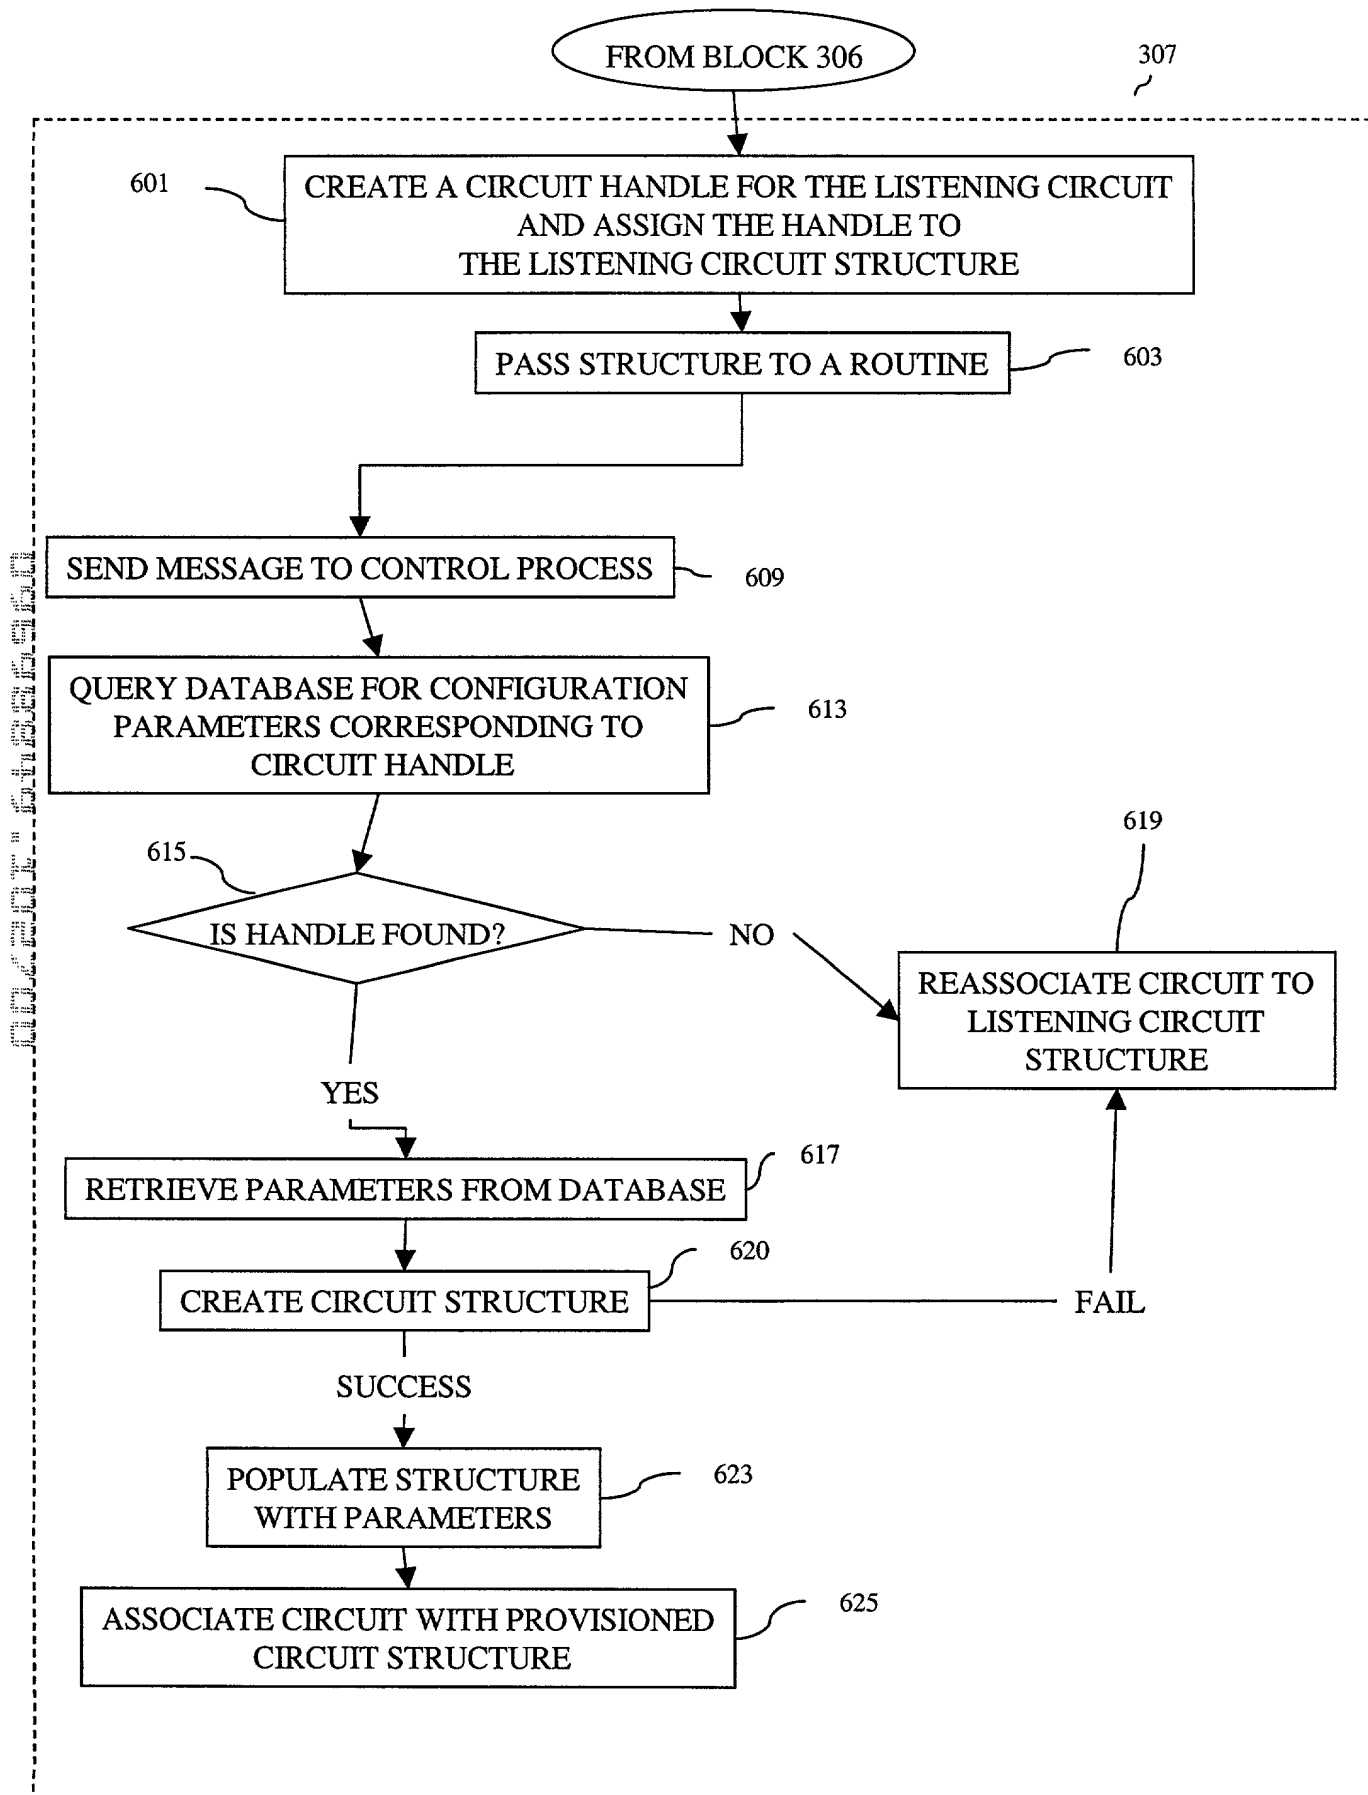 FROM BLOCK 306
307
601
CREATE A CIRCUIT HANDLE FOR THE LISTENING CIRCUIT
AND ASSIGN THE HANDLE TO
THE LISTENING CIRCUIT STRUCTURE
PASS STRUCTURE TO A ROUTINE
603
SEND MESSAGE TO CONTROL PROCESS
609
QUERY DATABASE FOR CONFIGURATION
PARAMETERS CORRESPONDING TO
CIRCUIT HANDLE
613
615
IS HANDLE FOUND?
NO
619
REASSOCIATE CIRCUIT TO
LISTENING CIRCUIT
STRUCTURE
YES
RETRIEVE PARAMETERS FROM DATABASE
617
CREATE CIRCUIT STRUCTURE
620
FAIL
SUCCESS
POPULATE STRUCTURE
WITH PARAMETERS
623
ASSOCIATE CIRCUIT WITH PROVISIONED
CIRCUIT STRUCTURE
625